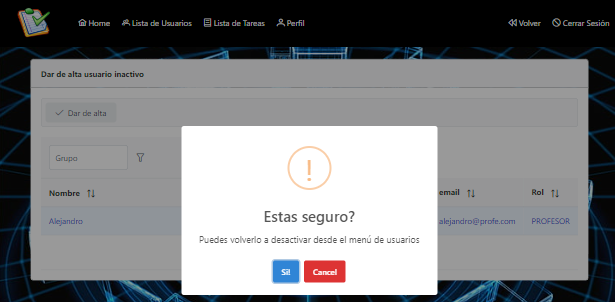 Home Lista de Usuarios Lista de Tareas Perfil Volver Cerrar Sesión
Dar de alta usuario inactivo
Dar de alta
Grupo
Nombre email Rol
Alejandro alejandro@profe.com PROFESOR
!
Estas seguro?
Puedes volverlo a desactivar desde el menú de usuarios
Si! Cancel